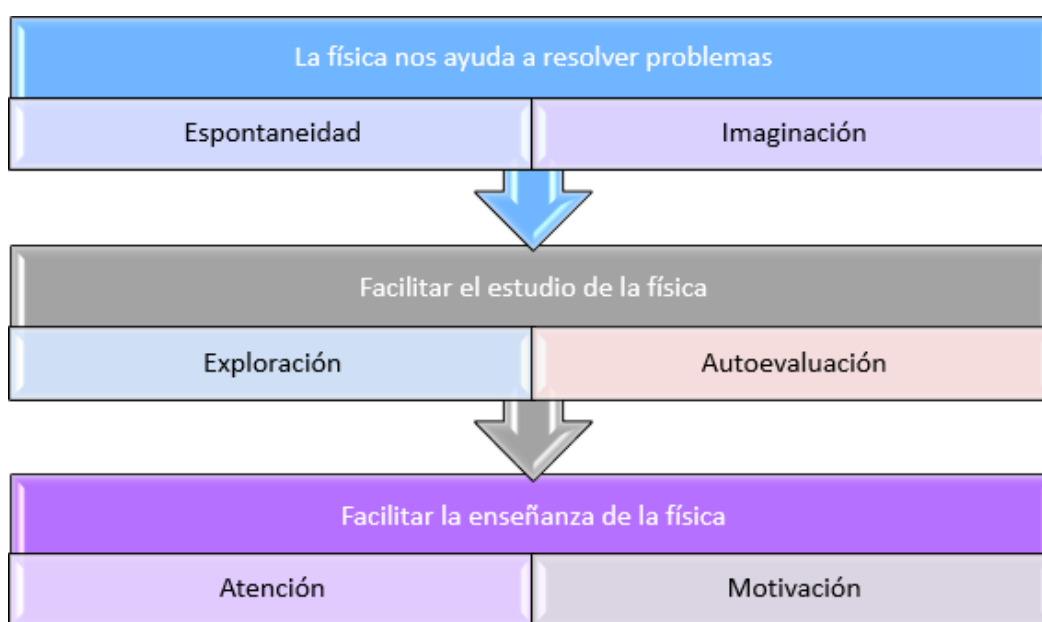 La física nos ayuda a resolver problemas
Espontaneidad
Imaginación
Facilitar el estudio de la física
Exploración
Autoevaluación
Facilitar la enseñanza de la física
Atención
Motivación